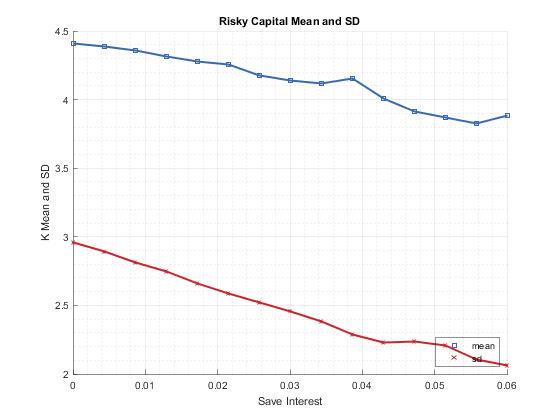 Risky Capital Mean and SD
4.5
4
3.5
3
2.5
2
K Mean and SD
mean
sd
0
0.01
0.02
0.03
0.04
0.05
0.06
Save Interest